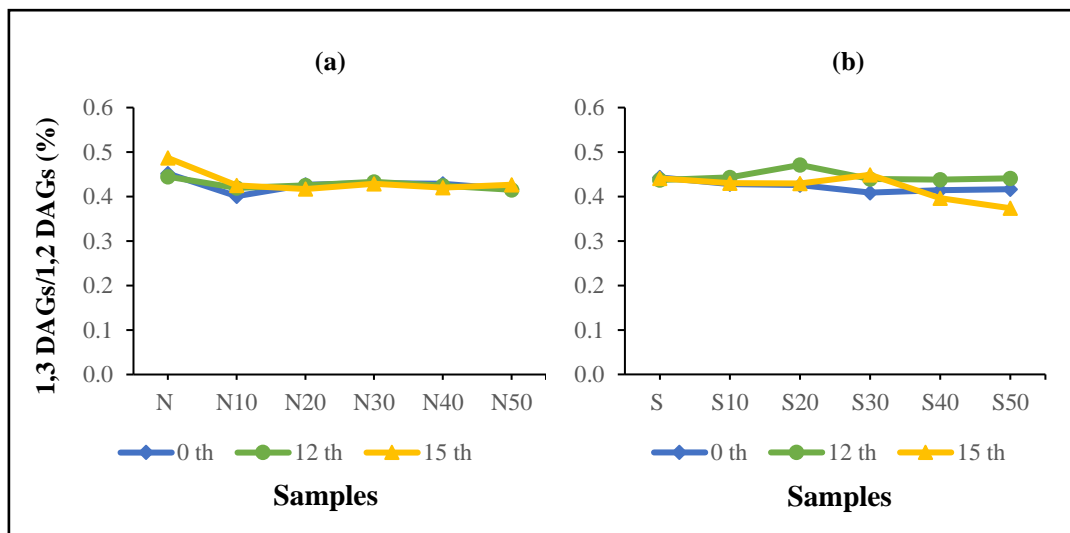 (a)
1,3 DAGs/1,2 DAGs (%)
0.6
0.5
0.4
0.3
0.2
0.1
0.0
N N10 N20 N30 N40 N50
0 th 12 th 15 th
Samples
(b)
0.6
0.5
0.4
0.3
0.2
0.1
0.0
S S10 S20 S30 S40 S50
0 th 12 th 15 th
Samples